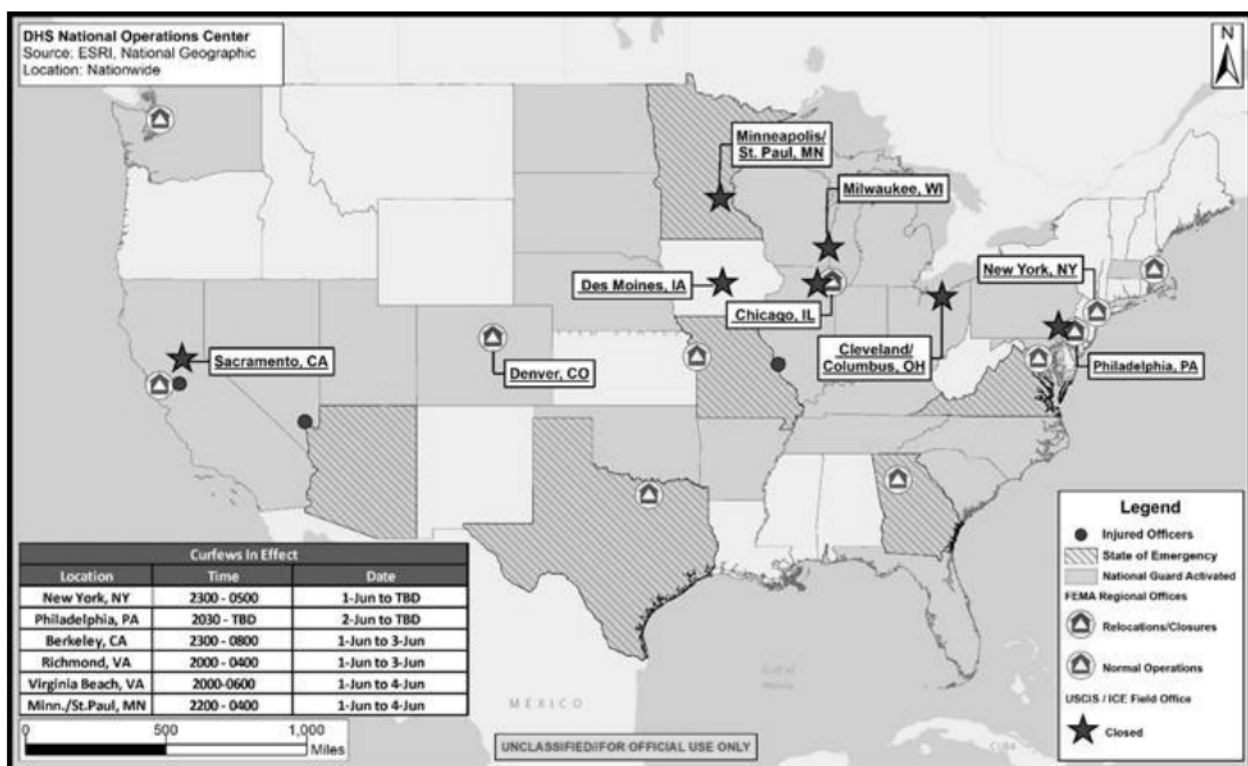 DHS National Operations Center
Source: ESRI, National Geographic
Location: Nationwide
N
Minneapolis/
St. Paul, MN
Milwaukee, WI
New York, NY
Des Moines, IA
Chicago, IL
Sacramento, CA
Denver, CO
Cleveland/
Columbus, OH
Philadelphia, PA
Legend
Injured Officers
State of Emergency
National Guard Activated
FEMA Regional Offices
Relocations/Closures
Normal Operations
USCIS / ICE Field Office
Closed
Curfews In Effect
Location Time Date
New York, NY 2300 - 0500 1-Jun to TBD
Philadelphia, PA 2030 - TBD 2-Jun to TBD
Berkeley, CA 2300 - 0800 1-Jun to 3-Jun
Richmond, VA 2000 - 0400 1-Jun to 3-Jun
Virginia Beach, VA 2000-0600 1-Jun to 4-Jun
Minn./St.Paul, MN 2200 - 0400 1-Jun to 4-Jun
0 500 1,000
Miles
MÉXICO
Gulf of
CUBA
UNCLASSIFIED//FOR OFFICIAL USE ONLY